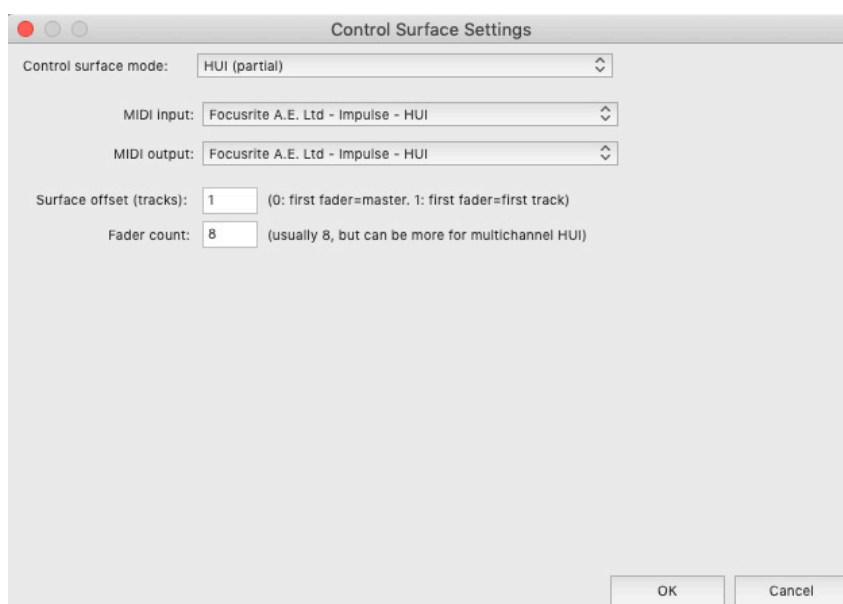 Control Surface Settings
Control surface mode: HUI (partial)
MIDI input: Focusrite A.E. Ltd - Impulse - HUI
MIDI output: Focusrite A.E. Ltd - Impulse - HUI
Surface offset (tracks): 1 (0: first fader=master. 1: first fader=first track)
Fader count: 8 (usually 8, but can be more for multichannel HUI)
OK Cancel